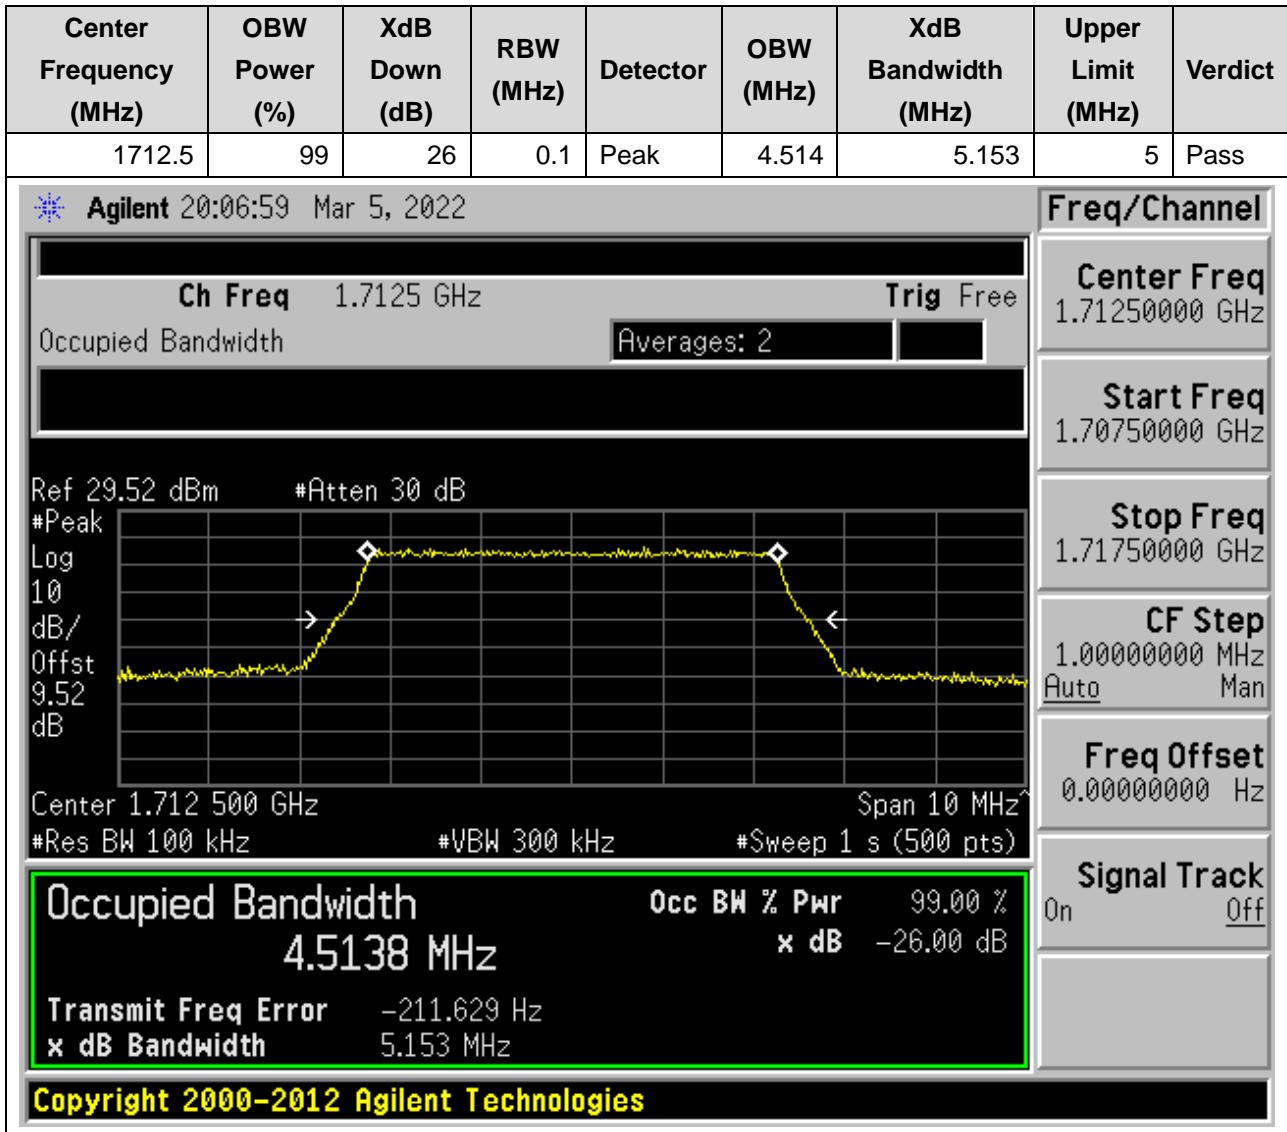 Center Frequency (MHz) OBW Power (%) XdB Down (dB) RBW (MHz) Detector OBW (MHz) XdB Bandwidth (MHz) Upper Limit (MHz) Verdict
1712.5 99 26 0.1 Peak 4.514 5.153 5 Pass
Agilent 20:06:59 Mar 5, 2022
Freq/Channel
Ch Freq 1.7125 GHz Trig Free
Occupied Bandwidth Averages: 2
Center Freq
1.71250000 GHz
Start Freq
1.70750000 GHz
Stop Freq
1.71750000 GHz
CF Step
1.00000000 MHz
Auto Man
Freq Offset
0.00000000 Hz
Signal Track
On Off
Ref 29.52 dBm #Atten 30 dB
#Peak
Log
10
dB/
Offst
9.52
dB
Center 1.712 500 GHz Span 10 MHz^
#Res BW 100 kHz #VBW 300 kHz #Sweep 1 s (500 pts)
Occupied Bandwidth Occ BW % Pwr 99.00 %
4.5138 MHz x dB -26.00 dB
Transmit Freq Error -211.629 Hz
x dB Bandwidth 5.153 MHz
Copyright 2000-2012 Agilent Technologies